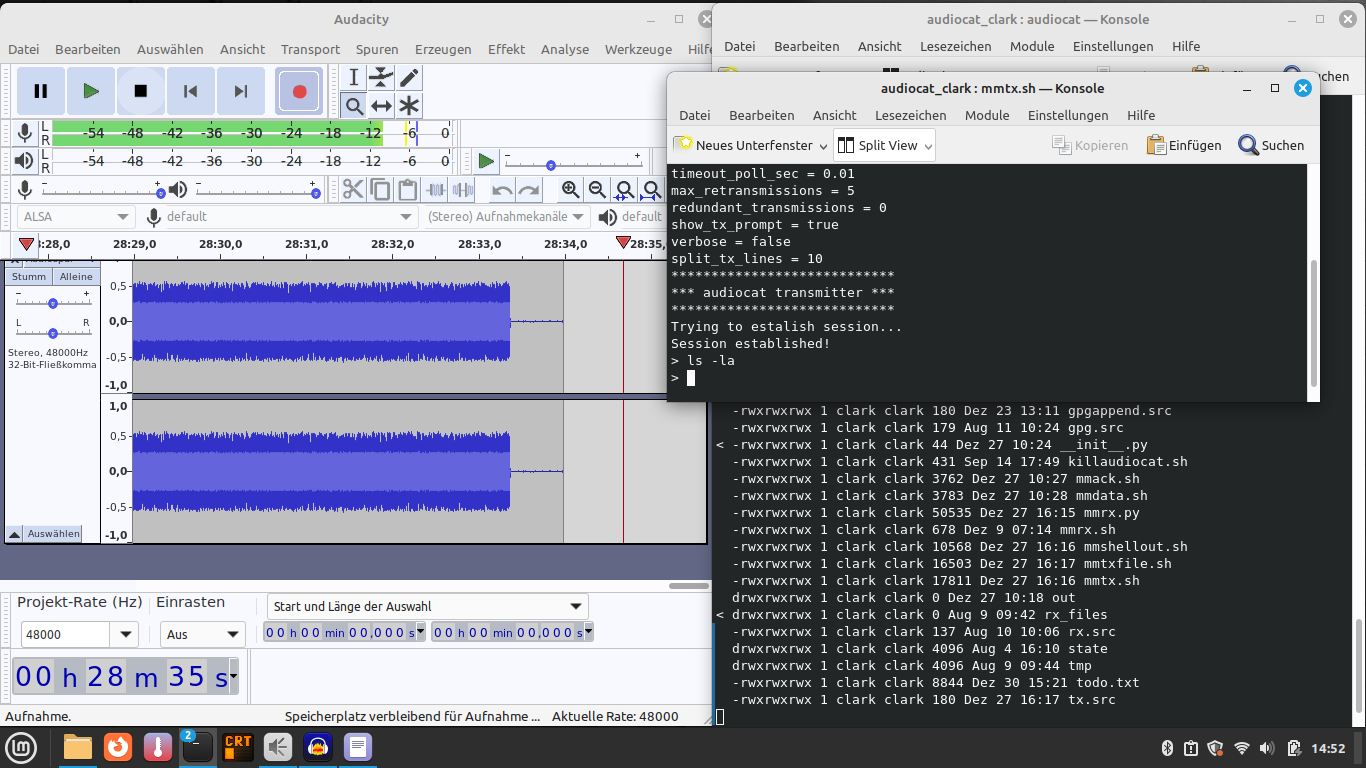 Audacity
Datei Bearbeiten Auswählen Ansicht Transport Spuren Erzeugen Effekt Analyse Werkzeuge Hilfe
L
R
-54 -48 -42 -36 -30 -24 -18 -12 -6 0
L
R
-54 -48 -42 -36 -30 -24 -18 -12 -6 0
ALSA default (Stereo) Aufnahmekanäle default
28:29,0 28:30,0 28:31,0 28:32,0 28:33,0 28:34,0 28:35,0
Stumm Alleine
L R
Stereo, 48000Hz
32-Bit-Fließkomma
0,5
0,0
-0,5
-1,0
1,0
0,5
0,0
-0,5
-1,0
Auswählen
Projekt-Rate (Hz) Einrasten
Start und Länge der Auswahl
48000 Aus
00 h 00 min 00,000 s 00 h 00 min 00,000 s
00 h 28 m 35 s
Aufnahme. Speicherplatz verbleibend für Aufnahme ... Aktuelle Rate: 48000
audiocat_clark : audiocat — Konsole
Datei Bearbeiten Ansicht Lesezeichen Module Einstellungen Hilfe
audiocat_clark : mmtx.sh — Konsole
Datei Bearbeiten Ansicht Lesezeichen Module Einstellungen Hilfe
Neues Unterfenster Split View Kopieren Einfügen Suchen
timeout_poll_sec = 0.01
max_retransmissions = 5
redundant_transmissions = 0
show_tx_prompt = true
verbose = false
split_tx_lines = 10
****************************
*** audiocat transmitter ***
****************************
Trying to estalish session...
Session established!
> ls -la
>
-rwxrwxrwx 1 clark clark 180 Dez 23 13:11 gpgappend.src
-rwxrwxrwx 1 clark clark 179 Aug 11 10:24 gpg.src
< -rwxrwxrwx 1 clark clark 44 Dez 27 10:24 __init__.py
-rwxrwxrwx 1 clark clark 431 Sep 14 17:49 killaudiocat.sh
-rwxrwxrwx 1 clark clark 3762 Dez 27 10:27 mmack.sh
-rwxrwxrwx 1 clark clark 3783 Dez 27 10:28 mmdata.sh
-rwxrwxrwx 1 clark clark 50535 Dez 27 16:15 mmrx.py
-rwxrwxrwx 1 clark clark 678 Dez 9 07:14 mmrx.sh
-rwxrwxrwx 1 clark clark 10568 Dez 27 16:16 mmshellout.sh
-rwxrwxrwx 1 clark clark 16503 Dez 27 16:17 mmtxfile.sh
-rwxrwxrwx 1 clark clark 17811 Dez 27 16:16 mmtx.sh
drwxrwxrwx 1 clark clark 0 Dez 27 10:18 out
< drwxrwxrwx 1 clark clark 0 Aug 9 09:42 rx_files
-rwxrwxrwx 1 clark clark 137 Aug 10 10:06 rx.src
drwxrwxrwx 1 clark clark 4096 Aug 4 16:10 state
drwxrwxrwx 1 clark clark 4096 Aug 9 09:44 tmp
-rwxrwxrwx 1 clark clark 8844 Dez 30 15:21 todo.txt
-rwxrwxrwx 1 clark clark 180 Dez 27 16:17 tx.src
2
CRT
14:52